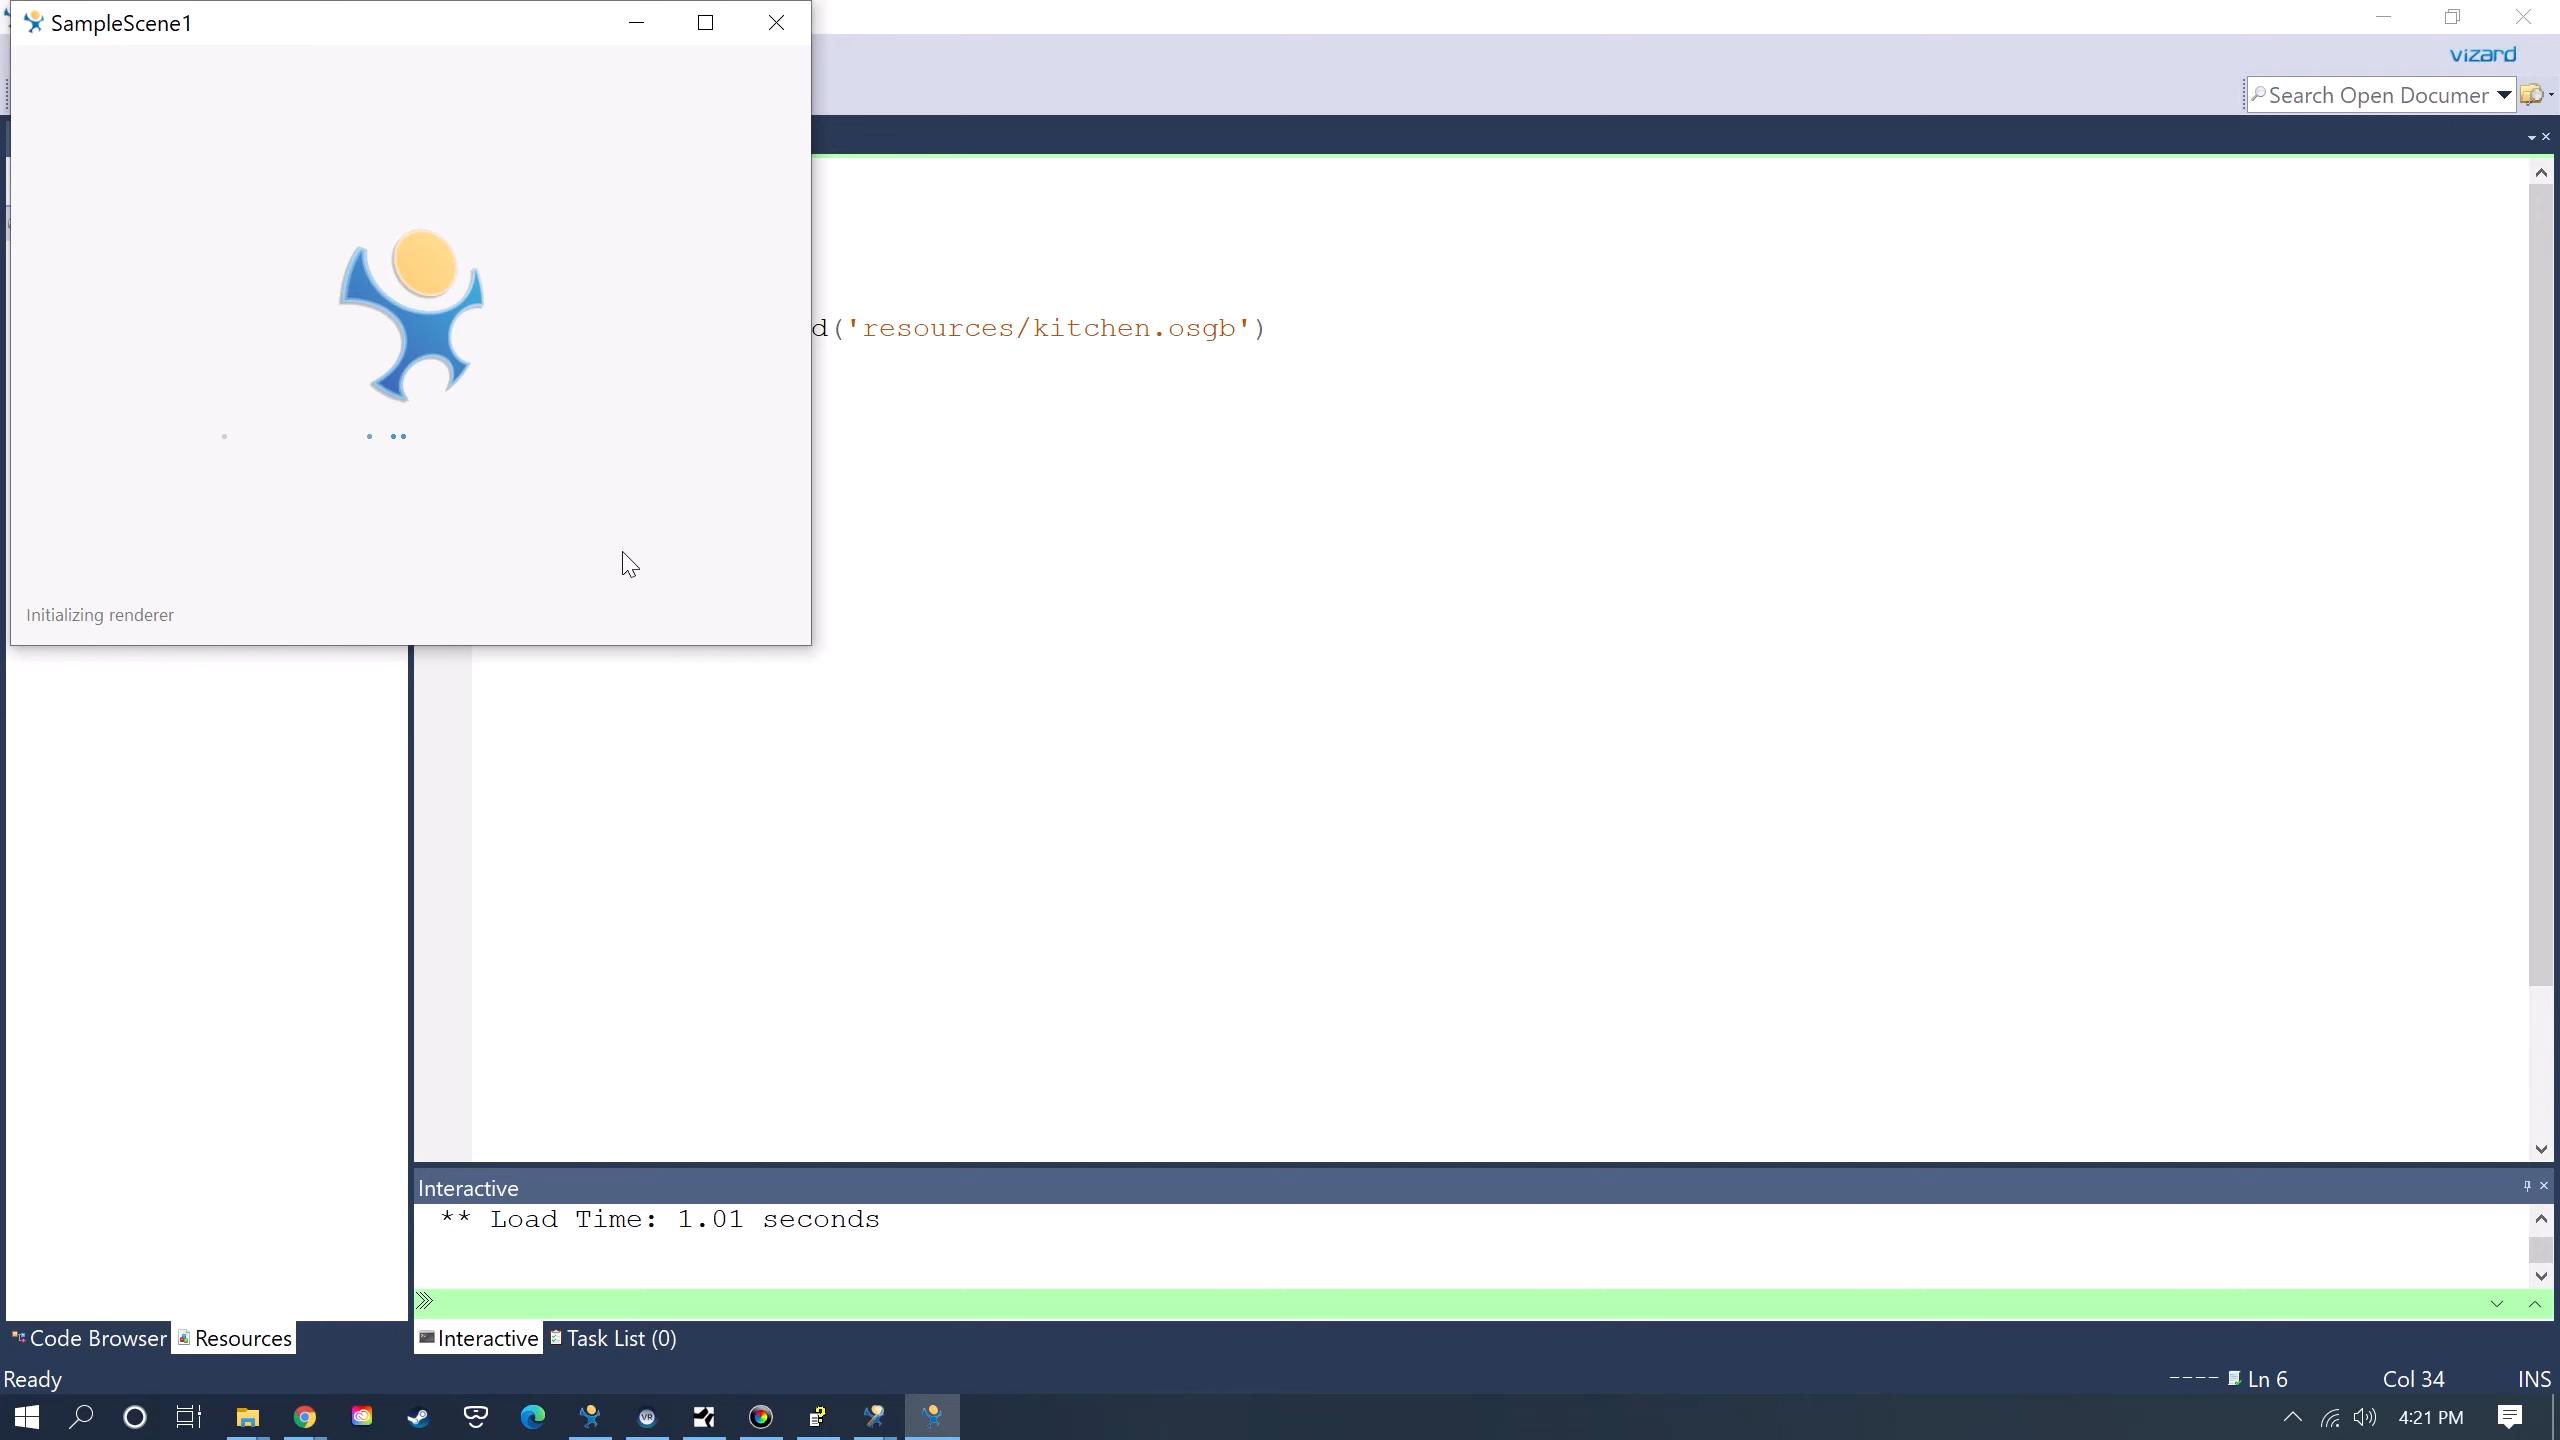 SampleScene1
vizard
Search Open Documer
d('resources/kitchen.osgb')
Initializing renderer
Interactive
** Load Time: 1.01 seconds
Code Browser
Resources
Interactive
Task List (0)
Ready
Ln 6
Col 34
INS
4:21 PM